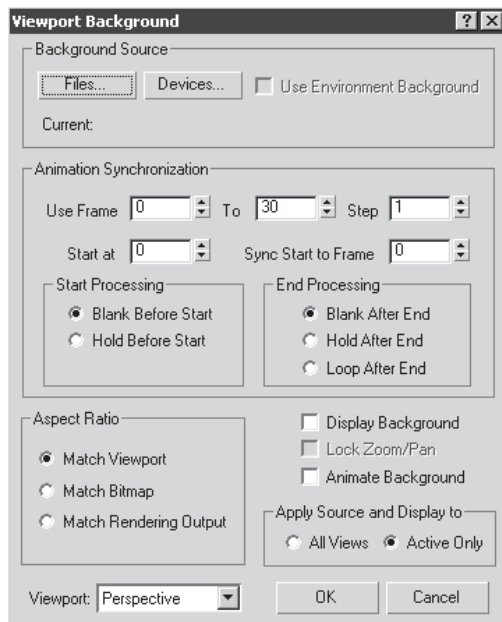 Viewport Background
Background Source
Files... Devices... Use Environment Background
Current:
Animation Synchronization
Use Frame 0 To 30 Step 1
Start at 0 Sync Start to Frame 0
Start Processing
Blank Before Start
Hold Before Start
End Processing
Blank After End
Hold After End
Loop After End
Aspect Ratio
Match Viewport
Match Bitmap
Match Rendering Output
Display Background
Lock Zoom/Pan
Animate Background
Apply Source and Display to
All Views Active Only
Viewport: Perspective OK Cancel